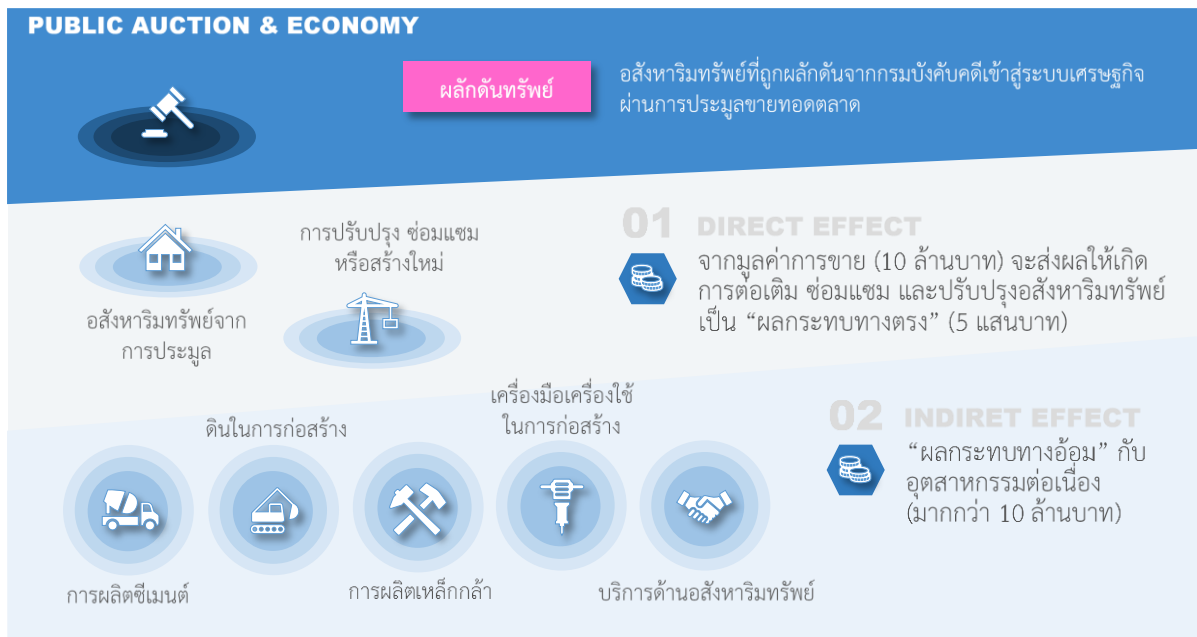 PUBLIC AUCTION & ECONOMY
ผลักดันทรัพย์
อสังหาริมทรัพย์ที่ถูกผลักดันจากกรมบังคับคดีเข้าสู่ระบบเศรษฐกิจ
ผ่านการประมูลขายทอดตลาด
การปรับปรุง ซ่อมแซม
หรือสร้างใหม่
อสังหาริมทรัพย์จาก
การประมูล
01 DIRECT EFFECT
จากมูลค่าการขาย (10 ล้านบาท) จะส่งผลให้เกิด
การต่อเติม ซ่อมแซม และปรับปรุงอสังหาริมทรัพย์
เป็น “ผลกระทบทางตรง” (5 แสนบาท)
เครื่องมือเครื่องใช้
ในการก่อสร้าง
ดินในการก่อสร้าง
การผลิตซีเมนต์
การผลิตเหล็กกล้า
บริการด้านอสังหาริมทรัพย์
02 INDIRET EFFECT
“ผลกระทบทางอ้อม” กับ
อุตสาหกรรมต่อเนื่อง
(มากกว่า 10 ล้านบาท)